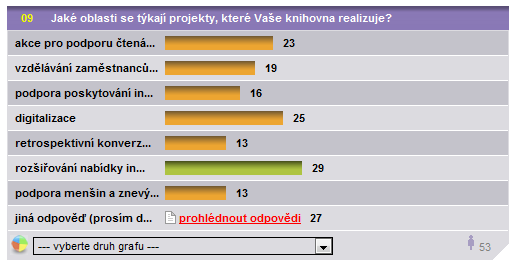 09 Jaké oblasti se týkají projekty, které Vaše knihovna realizuje?
akce pro podporu čtená... 23
vzdělávání zaměstnanců... 19
podpora poskytování in... 16
digitalizace 25
retrospektivní konverz... 13
rozšiřování nabídky in... 29
podpora menšin a znevý... 13
jiná odpověď (prosím d... prohlédnout odpovědi 27
--- vyberte druh grafu --- 53